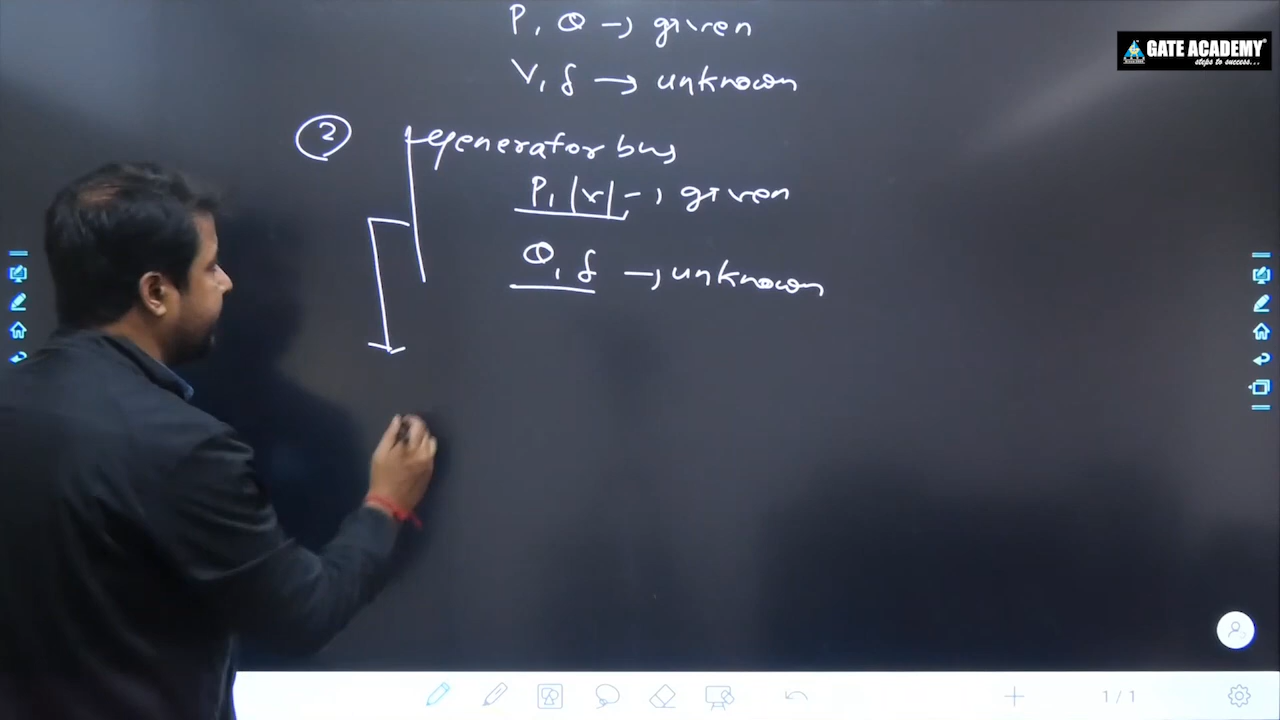 P, Q → given
GATE ACADEMY®
steps to success...
V, δ → unknown
② Generator bus
P, |V| → given
Q, δ → unknown
1 / 1